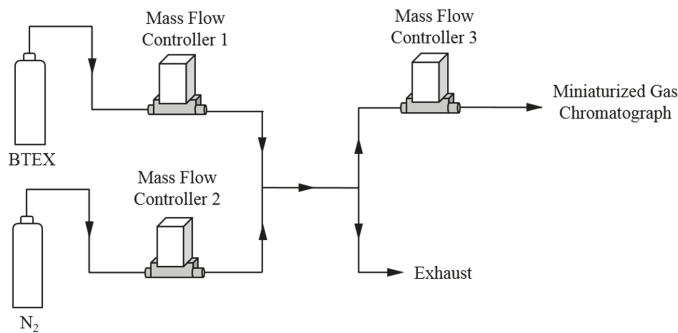 Mass Flow
Controller 1
Mass Flow
Controller 3
Miniaturized Gas
Chromatograph
BTEX
Mass Flow
Controller 2
Exhaust
N₂